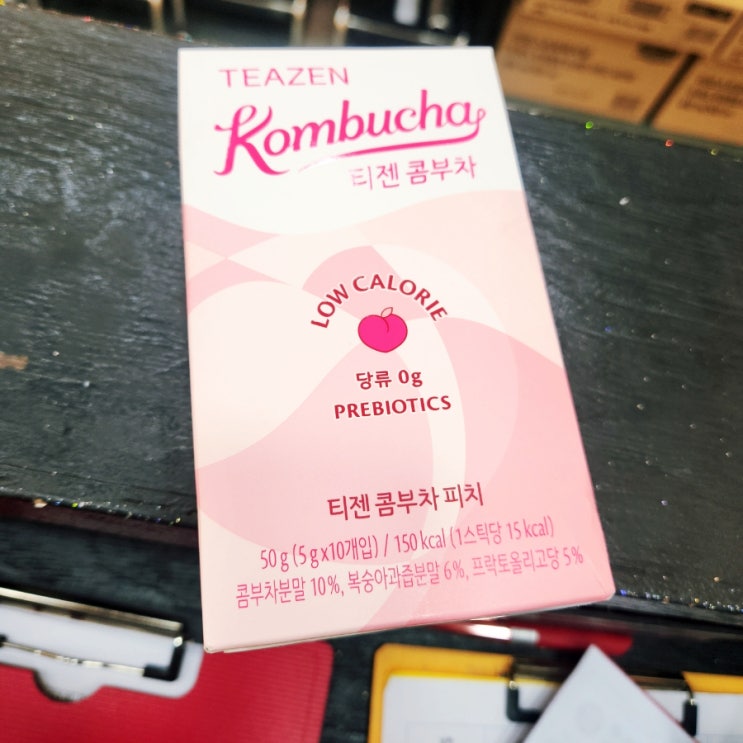 TEAZEN
Kombucha
티젠 콤부차
LOW CALORIE
당류 0g
PREBIOTICS
티젠 콤부차 피치
50 g (5 g x10개입) / 150 kcal (1스틱당 15 kcal)
콤부차분말 10%, 복숭아과즙분말 6%, 프락토올리고당 5%